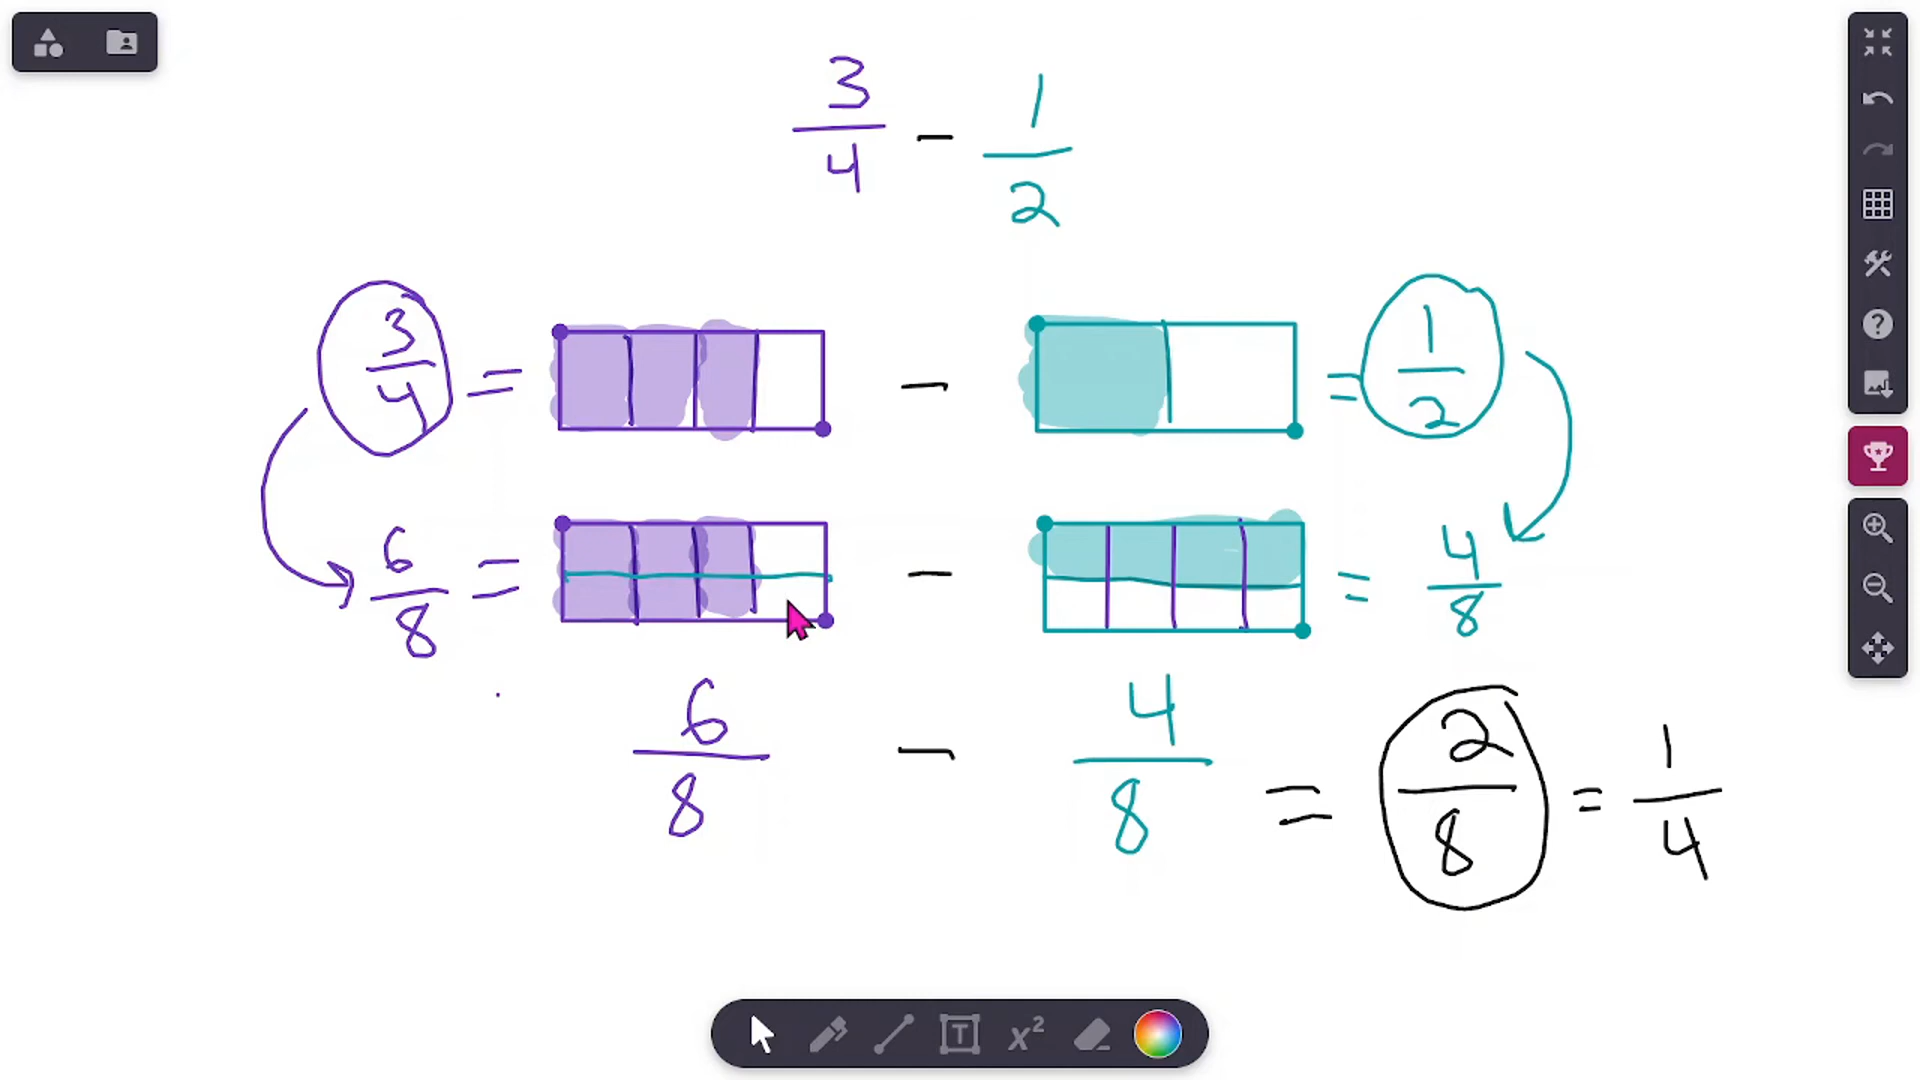 3/4 - 1/2
3/4 = - = 1/2
6/8 = - = 4/8
6/8 - 4/8 = 2/8 = 1/4
T x²